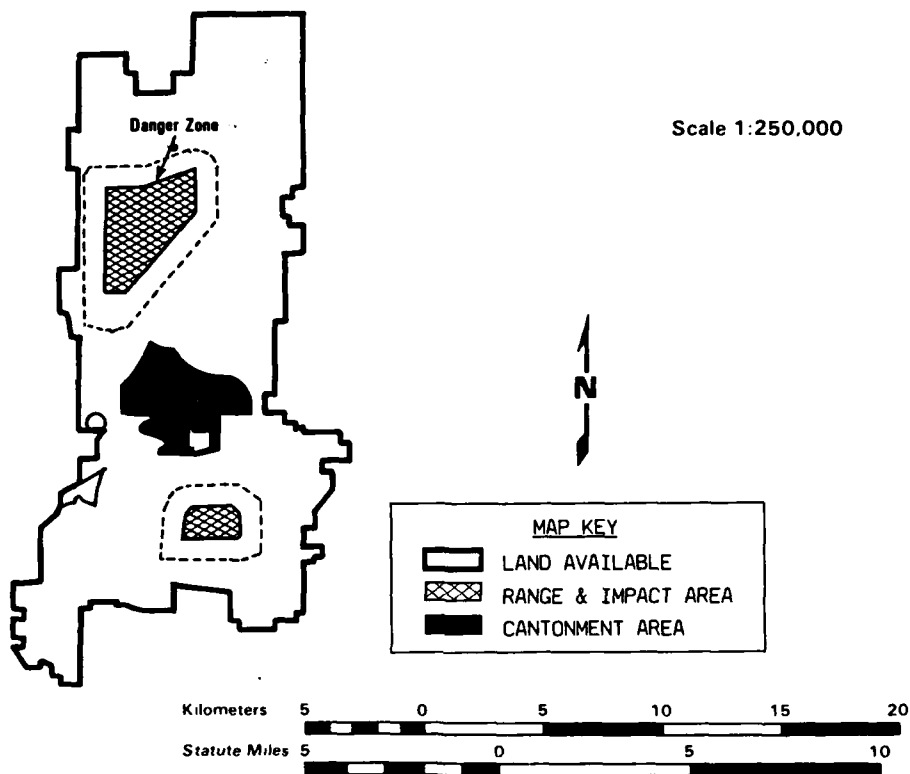 Danger Zone
Scale 1:250,000
N
MAP KEY
LAND AVAILABLE
RANGE & IMPACT AREA
CANTONMENT AREA
Kilometers 5 0 5 10 15 20
Statute Miles 5 0 5 10